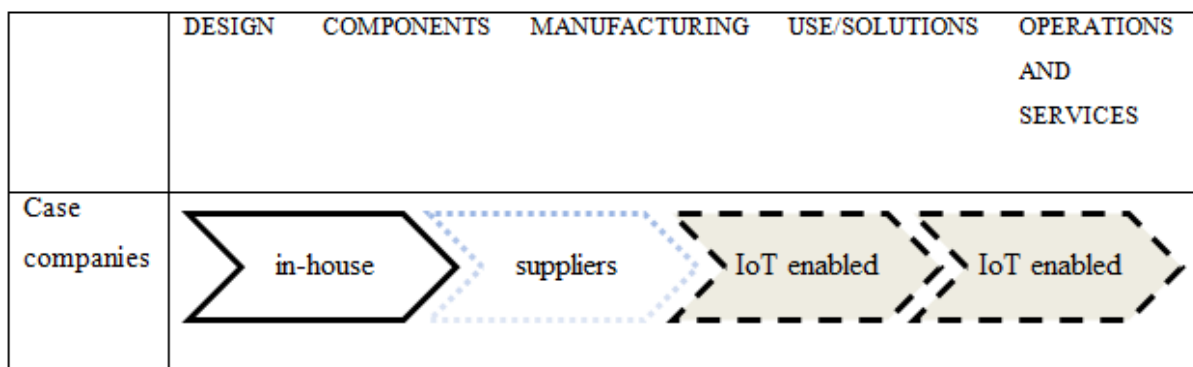 DESIGN COMPONENTS MANUFACTURING USE/SOLUTIONS OPERATIONS
AND
SERVICES
Case
companies
in-house suppliers IoT enabled IoT enabled